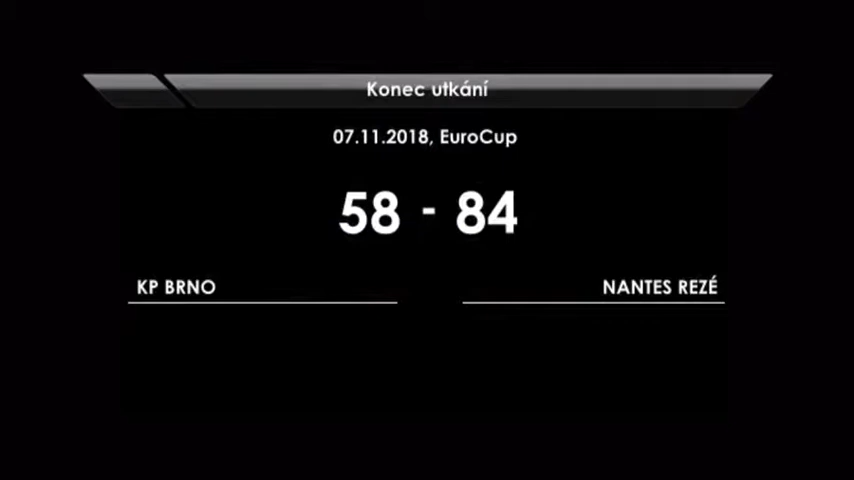 Konec utkání
07.11.2018, EuroCup
58 - 84
KP BRNO
NANTES REZÉ